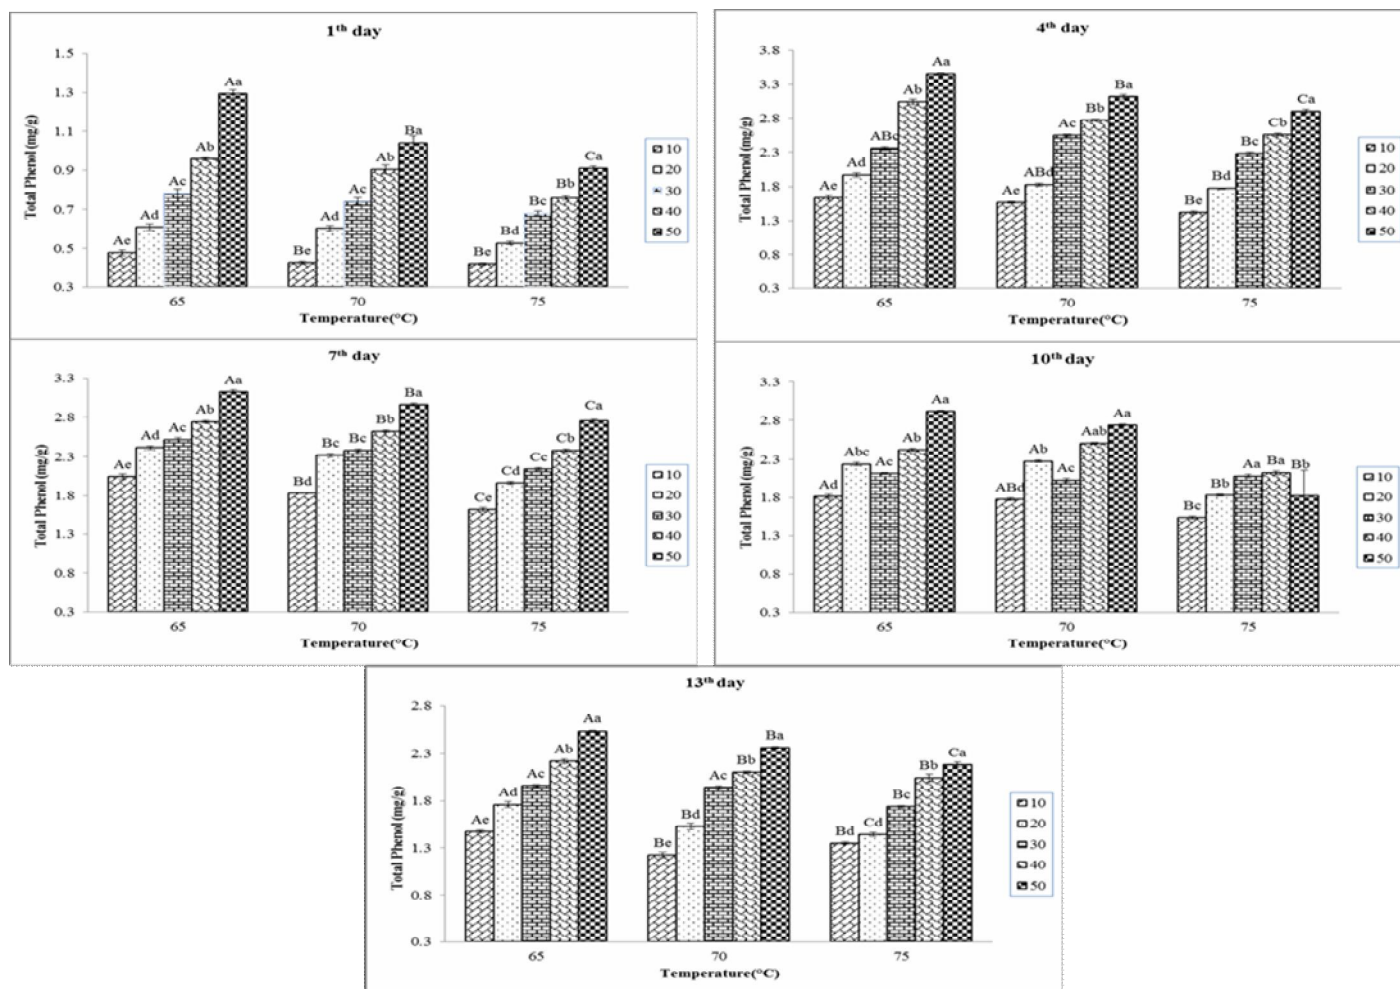 1th day
Total Phenol (mg/g)
1.5
1.3
1.1
0.9
0.7
0.5
0.3
Ae Ad Ac Ab Aa
Be Ad Ac Ab Ba
Be Bd Bc Bb Ca
65 70 75
Temperature(°C)
10
20
30
40
50
4th day
Total Phenol (mg/g)
3.8
3.3
2.8
2.3
1.8
1.3
0.8
0.3
Ae Ad ABc Ab Aa
Ae ABd Ac Bb Ba
Be Bd Bc Cb Ca
65 70 75
Temperature(°C)
10
20
30
40
50
7th day
Total Phenol (mg/g)
3.3
2.8
2.3
1.8
1.3
0.8
0.3
Ae Ad Ac Ab Aa
Bd Bc Bc Bb Ba
Ce Cd Cc Cb Ca
65 70 75
Temperature(°C)
10
20
30
40
50
10th day
Total Phenol (mg/g)
3.3
2.8
2.3
1.8
1.3
0.8
0.3
Ad Abc Ac Ab Aa
ABd Ab Ac Aab Aa
Bc Bb Aa Ba Bb
65 70 75
Temperature(°C)
10
20
30
40
50
13th day
Total Phenol (mg/g)
2.8
2.3
1.8
1.3
0.8
0.3
Ae Ad Ac Ab Aa
Be Bd Ac Bb Ba
Bd Cd Bc Bb Ca
65 70 75
Temperature(°C)
10
20
30
40
50